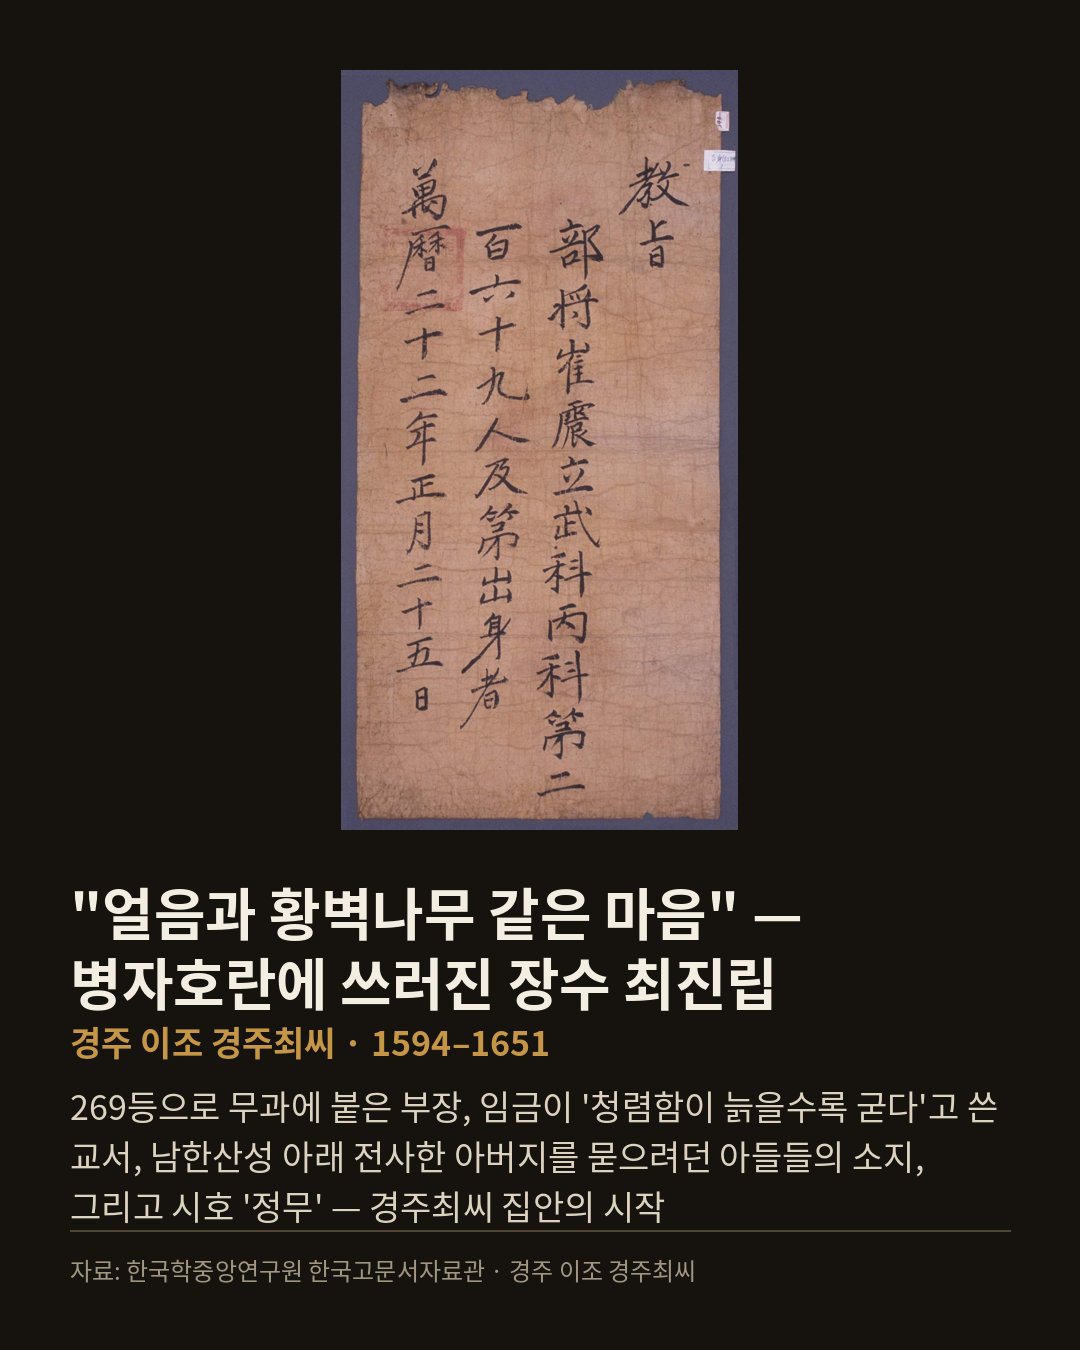 教旨
部将崔震立武科丙科第二
百六十九人及第出身者
萬曆二十二年正月二十五日
"얼음과 황벽나무 같은 마음" —
병자호란에 쓰러진 장수 최진립
경주 이조 경주최씨 · 1594–1651
269등으로 무과에 붙은 부장, 임금이 '청렴함이 늙을수록 굳다'고 쓴
교서, 남한산성 아래 전사한 아버지를 묻으려던 아들들의 소지,
그리고 시호 '정무' — 경주최씨 집안의 시작
자료: 한국학중앙연구원 한국고문서자료관 · 경주 이조 경주최씨